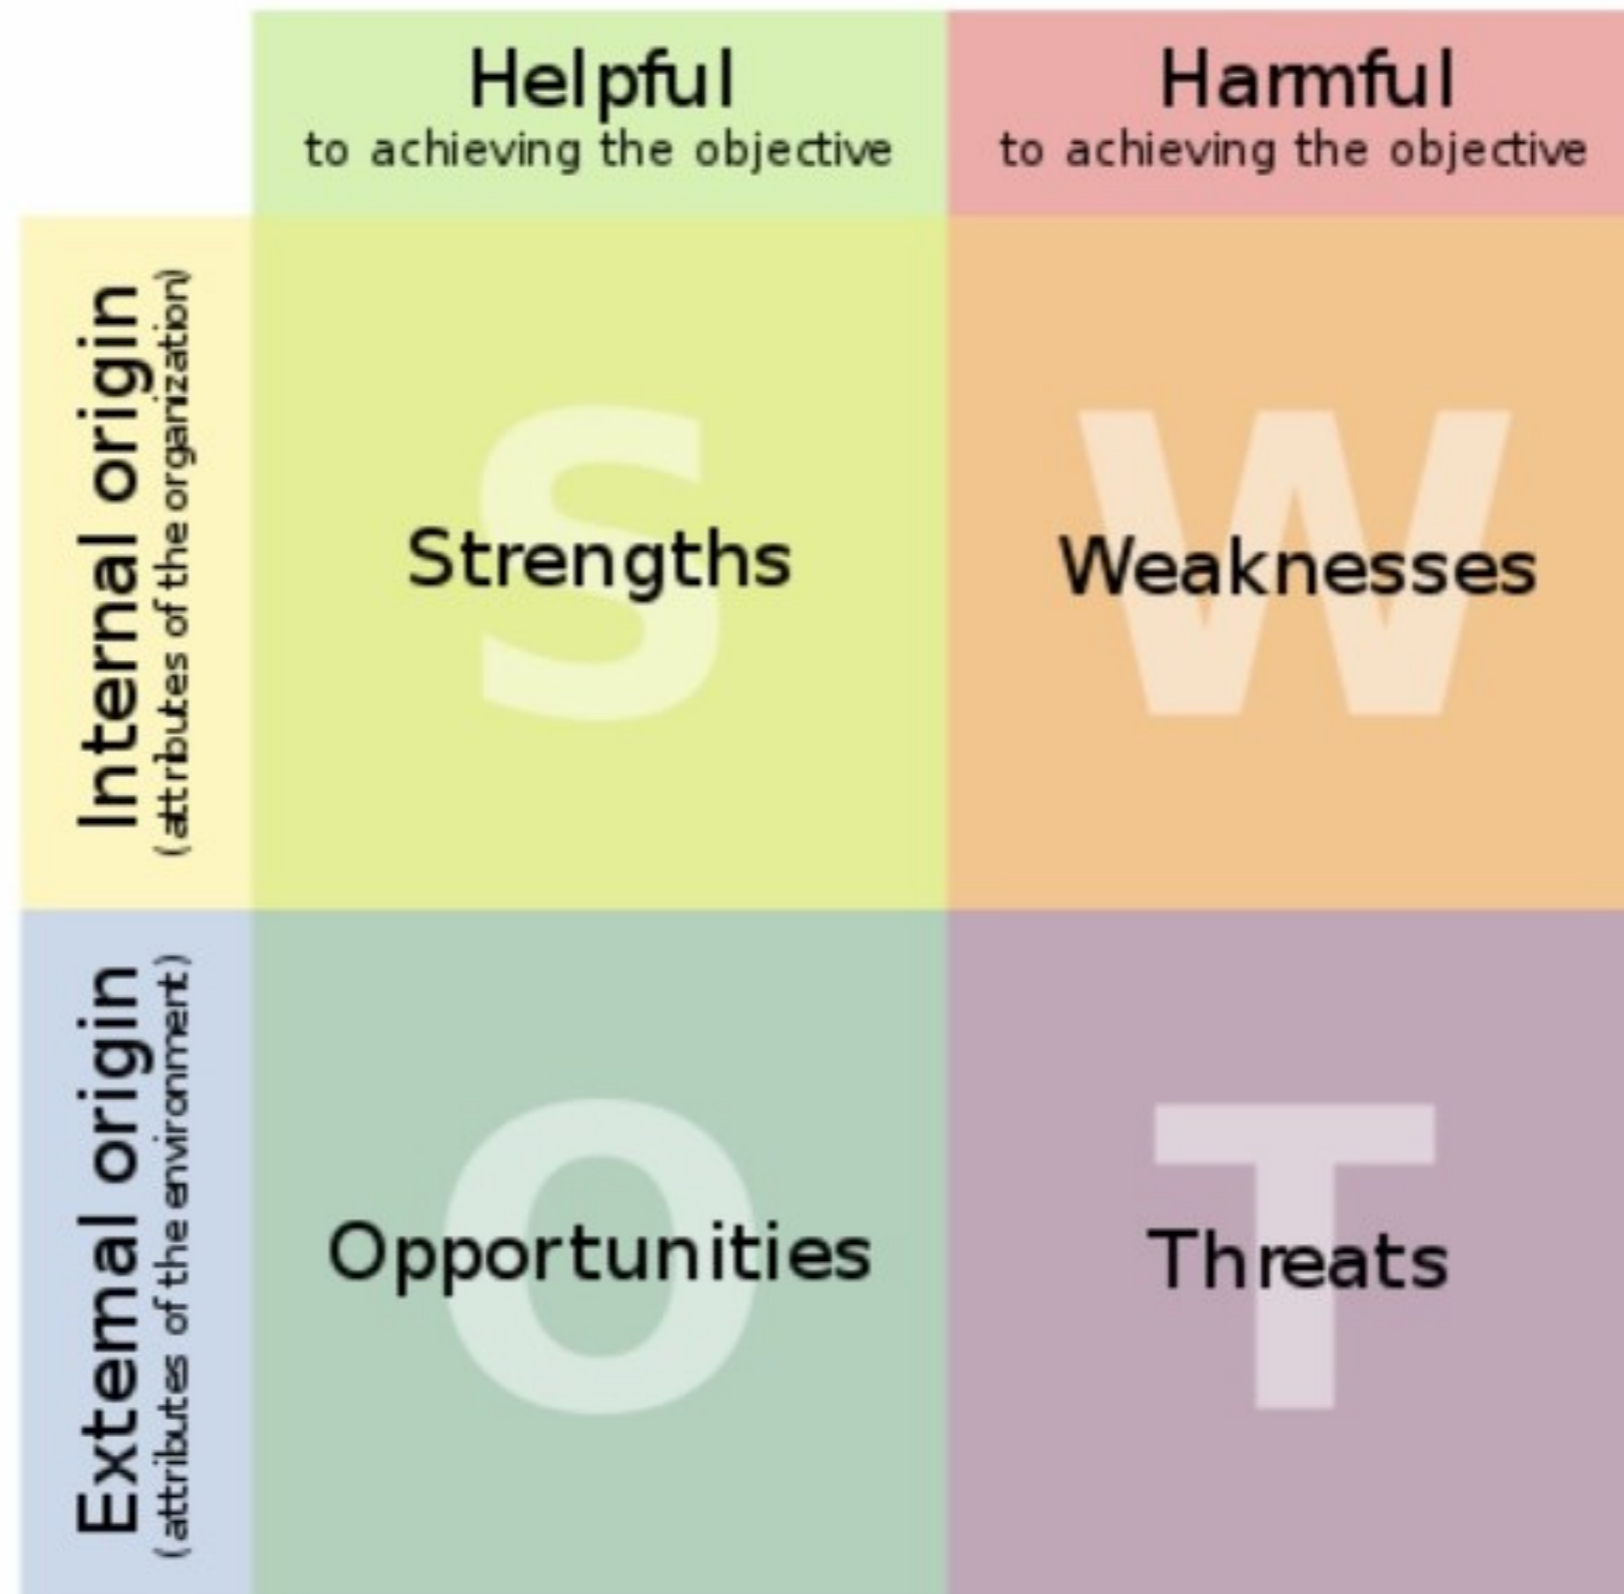 Helpful
to achieving the objective
Harmful
to achieving the objective
Internal origin
(attributes of the organization)
S
Strengths
W
Weaknesses
External origin
(attributes of the environment)
O
Opportunities
T
Threats